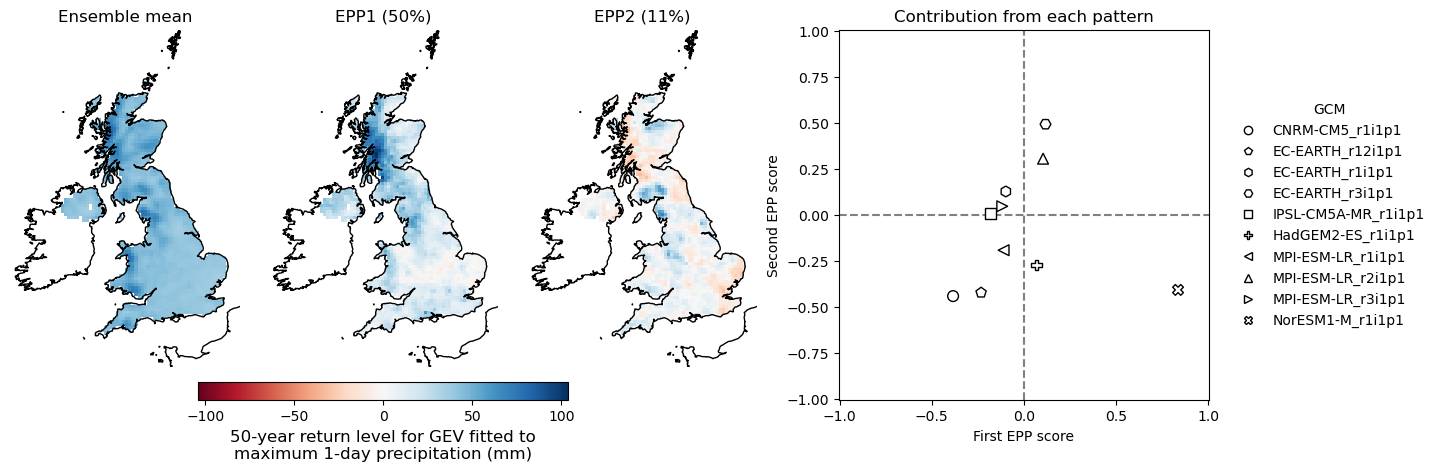 Ensemble mean
EPP1 (50%)
EPP2 (11%)
Contribution from each pattern
−100
−50
0
50
100
50-year return level for GEV fitted to
maximum 1-day precipitation (mm)
1.00
0.75
0.50
0.25
0.00
−0.25
−0.50
−0.75
−1.00
Second EPP score
−1.0
−0.5
0.0
0.5
1.0
First EPP score
GCM
CNRM-CM5_r1i1p1
EC-EARTH_r12i1p1
EC-EARTH_r1i1p1
EC-EARTH_r3i1p1
IPSL-CM5A-MR_r1i1p1
HadGEM2-ES_r1i1p1
MPI-ESM-LR_r1i1p1
MPI-ESM-LR_r2i1p1
MPI-ESM-LR_r3i1p1
NorESM1-M_r1i1p1